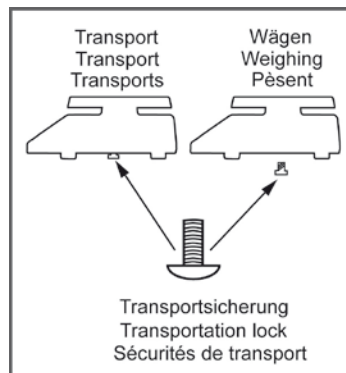 Transport
Transport
Transports
Wägen
Weighing
Pèsent
Transportsicherung
Transportation lock
Sécurités de transport